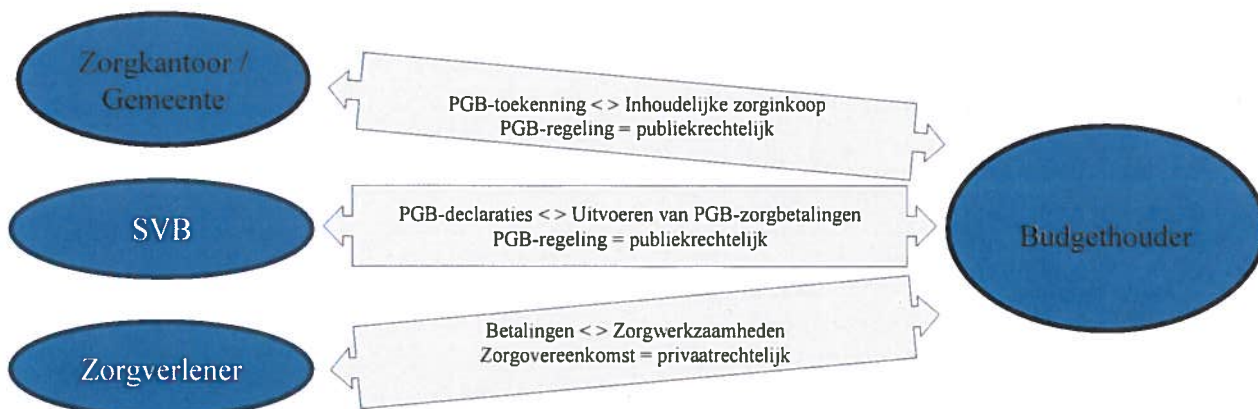 Zorgkantoor /
Gemeente
PGB-toekenning < > Inhoudelijke zorginkoop
PGB-regeling = publiekrechtelijk
SVB
PGB-declaraties < > Uitvoeren van PGB-zorgbetalingen
PGB-regeling = publiekrechtelijk
Budgethouder
Betalingen < > Zorgwerkzaamheden
Zorgovereenkomst = privaatrechtelijk
Zorgverlener